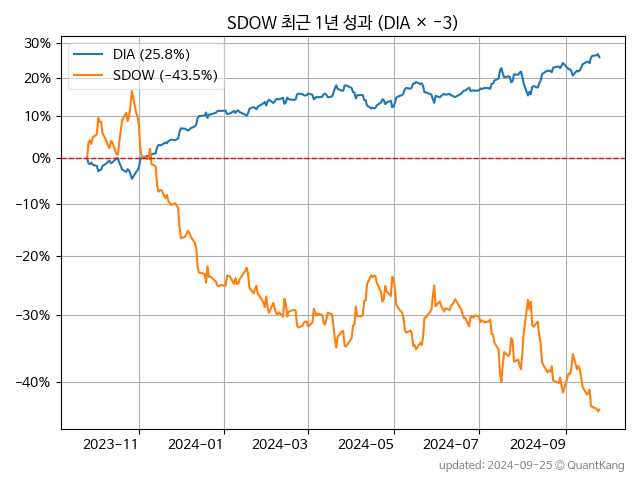 SDOW 최근 1년 성과 (DIA × -3)
DIA (25.8%)
SDOW (-43.5%)
30%
20%
10%
0%
-10%
-20%
-30%
-40%
2023-11 2024-01 2024-03 2024-05 2024-07 2024-09
updated: 2024-09-25 © QuantKang